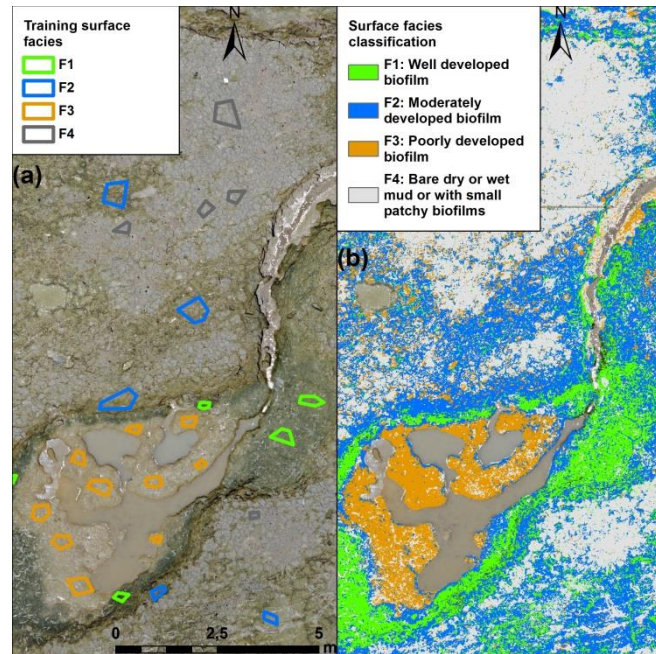 Training surface
facies
F1
F2
F3
F4
(a)
0 2,5 5
m
Surface facies
classification
F1: Well developed
biofilm
F2: Moderately
developed biofilm
F3: Poorly developed
biofilm
F4: Bare dry or wet
mud or with small
patchy biofilms
(b)
N
N